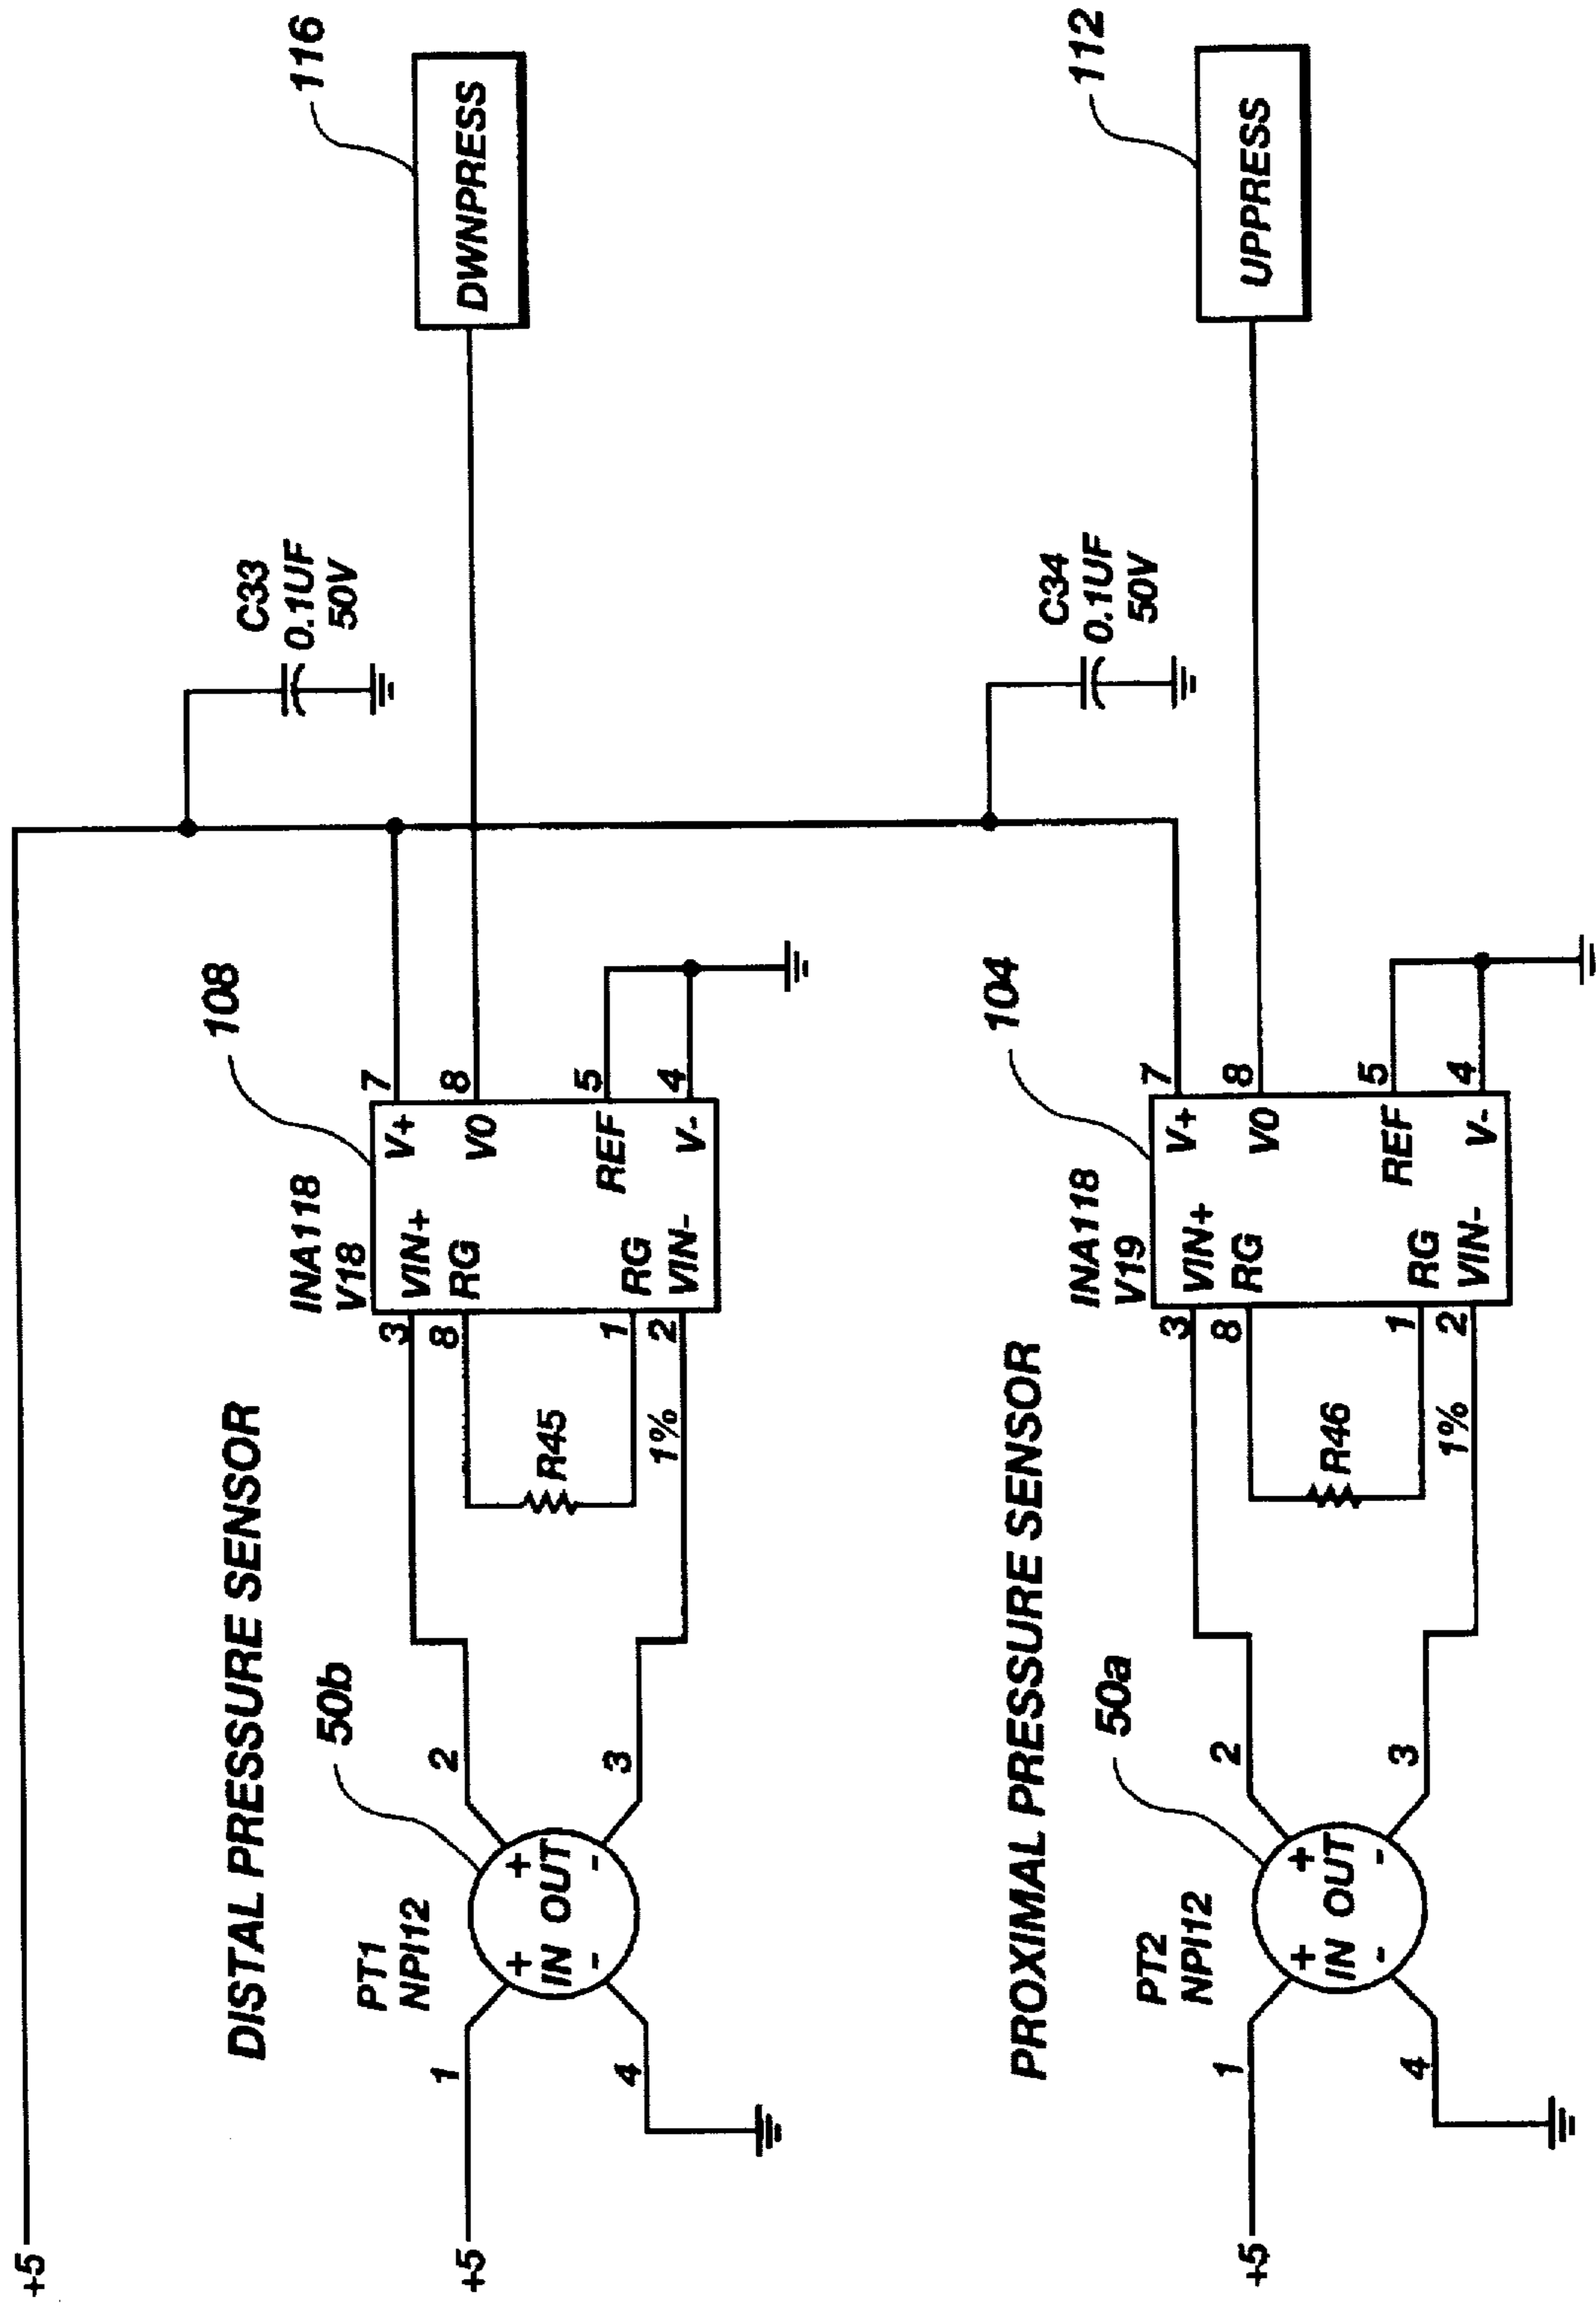 +5
DISTAL PRESSURE SENSOR
C33
0.1UF
50V
116
DWNPRESS
108
INA118
V18
PT1
NPI12
50b
+5
1
4
+ +
IN OUT
- -
2
3
R45
1%
3
8
1
2
VIN+
RG
RG
VIN-
V+
V0
REF
V-
7
8
5
4
PROXIMAL PRESSURE SENSOR
C34
0.1UF
50V
112
UPPRESS
104
INA118
V19
PT2
NPI12
50a
+5
1
4
+ +
IN OUT
- -
2
3
R46
1%
3
8
1
2
VIN+
RG
RG
VIN-
V+
V0
REF
V-
7
8
5
4